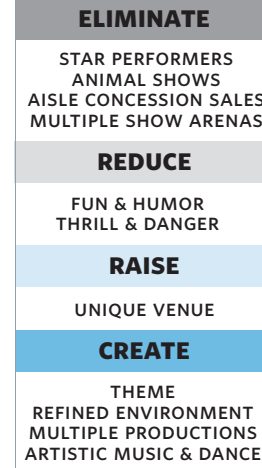 ELIMINATE
STAR PERFORMERS
ANIMAL SHOWS
AISLE CONCESSION SALES
MULTIPLE SHOW ARENAS
REDUCE
FUN & HUMOR
THRILL & DANGER
RAISE
UNIQUE VENUE
CREATE
THEME
REFINED ENVIRONMENT
MULTIPLE PRODUCTIONS
ARTISTIC MUSIC & DANCE